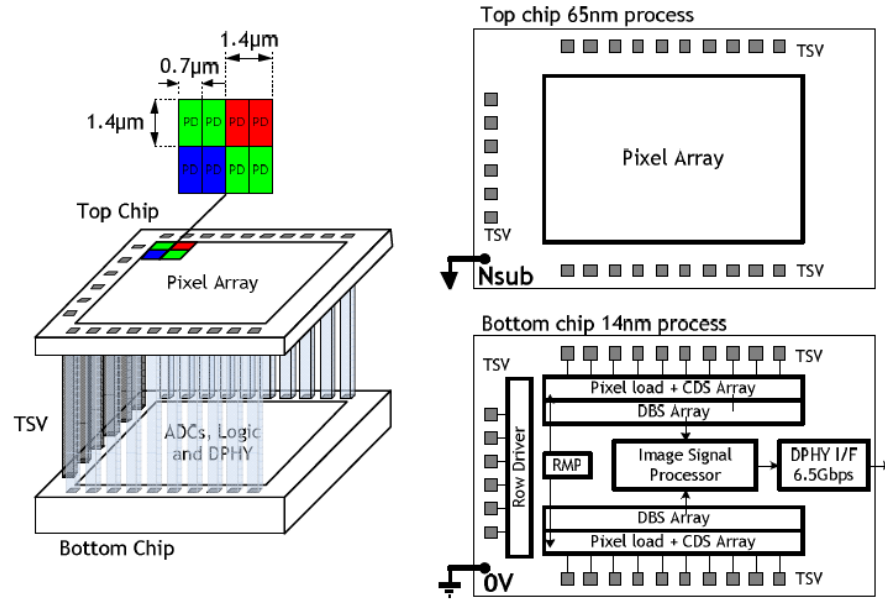 1.4µm
0.7µm
1.4µm
PD PD PD PD
PD PD PD PD
Top Chip
Pixel Array
TSV
ADCs, Logic
and DPHY
Bottom Chip
Top chip 65nm process
TSV
Pixel Array
TSV
TSV
Nsub
Bottom chip 14nm process
TSV
TSV
Pixel load + CDS Array
DBS Array
Row Driver
RMP
Image Signal
Processor
DPHY I/F
6.5Gbps
DBS Array
Pixel load + CDS Array
0V
TSV